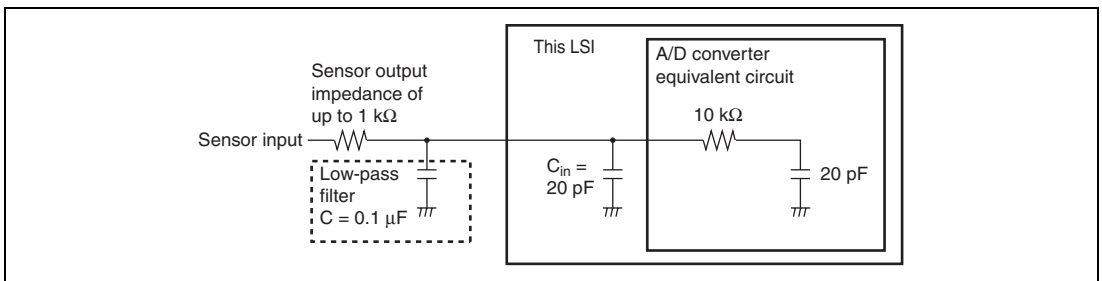 This LSI
A/D converter
equivalent circuit
Sensor output
impedance of
up to 1 kΩ
10 kΩ
Sensor input
Low-pass
filter
C = 0.1 μF
Cin =
20 pF
20 pF